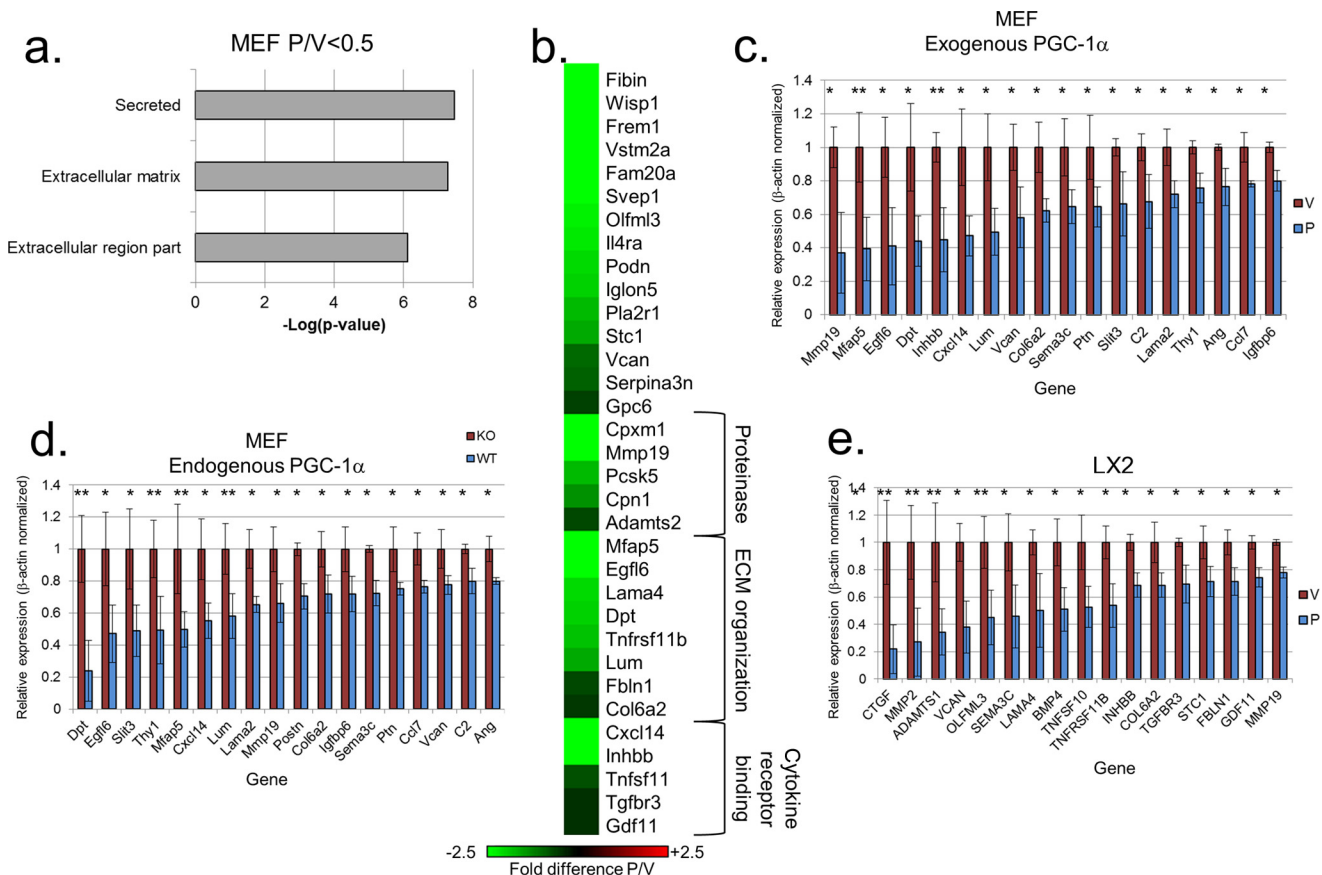 a.
MEF P/V<0.5
Secreted
Extracellular matrix
Extracellular region part
0 2 4 6 8
-Log(p-value)
b.
Fibin
Wisp1
Frem1
Vstm2a
Fam20a
Svep1
Olfml3
Il4ra
Podn
Iglon5
Pla2r1
Stc1
Vcan
Serpina3n
Gpc6
Cpxm1
Mmp19
Pcsk5
Cpn1
Adamts2
Mfap5
Egfl6
Lama4
Dpt
Tnfrsf11b
Lum
Fbln1
Col6a2
Cxcl14
Inhbb
Tnfsf11
Tgfbr3
Gdf11
Proteinase
ECM organization
Cytokine
receptor
binding
-2.5 +2.5
Fold difference P/V
c.
MEF
Exogenous PGC-1α
Relative expression (β-actin normalized)
1.4
1.2
1
0.8
0.6
0.4
0.2
0
* ** * * ** * * * * * * * * * * * * *
V
P
Mmp19 Mfap5 Egfl6 Dpt Inhbb Cxcl14 Lum Vcan Col6a2 Sema3c Ptn Slit3 C2 Lama2 Thy1 Ang Ccl7 Igfbp6
Gene
d.
MEF
Endogenous PGC-1α
KO
WT
Relative expression (β-actin normalized)
1.4
1.2
1
0.8
0.6
0.4
0.2
0
** * * ** ** * ** * * * * * * * * * * *
Dpt Egfl6 Slit3 Thy1 Mfap5 Cxcl14 Lum Lama2 Mmp19 Postn Col6a2 Igfbp6 Sema3c Ptn Ccl7 Vcan C2 Ang
Gene
e.
LX2
Relative expression (β-actin normalized)
1.4
1.2
1
0.8
0.6
0.4
0.2
0
** ** ** * ** * * * * * * * * * * * *
V
P
CTGF MMP2 ADAMTS1 VCAN OLFML3 SEMA3C LAMA4 BMP4 TNFSF10 TNFRSF11B INHBB COL6A2 TGFBR3 STC1 FBLN1 GDF11 MMP19
Gene